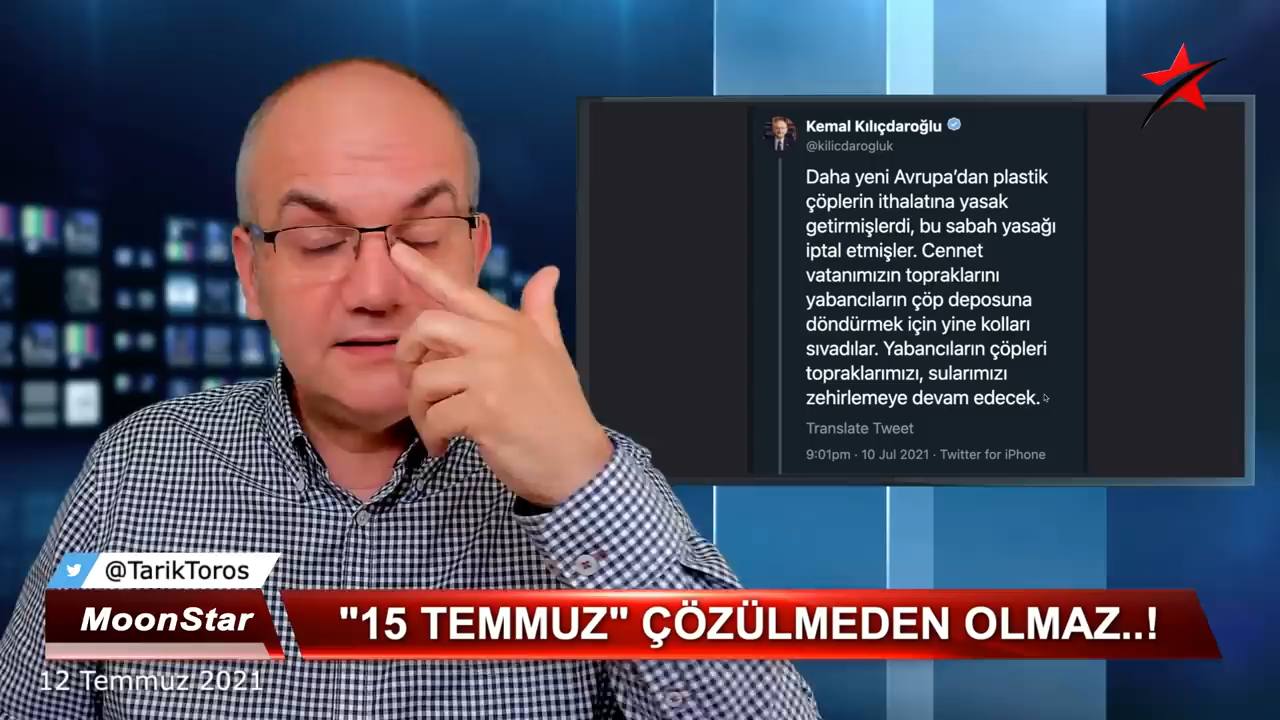 Kemal Kılıçdaroğlu
@kilicdarogluk
Daha yeni Avrupa'dan plastik
çöplerin ithalatına yasak
getirmişlerdi, bu sabah yasağı
iptal etmişler. Cennet
vatanımızın topraklarını
yabancıların çöp deposuna
döndürmek için yine kolları
sıvadılar. Yabancıların çöpleri
topraklarımızı, sularımızı
zehirlemeye devam edecek.
Translate Tweet
9:01pm · 10 Jul 2021 · Twitter for iPhone
@TarikToros
MoonStar
"15 TEMMUZ" ÇÖZÜLMEDEN OLMAZ..!
12 Temmuz 2021